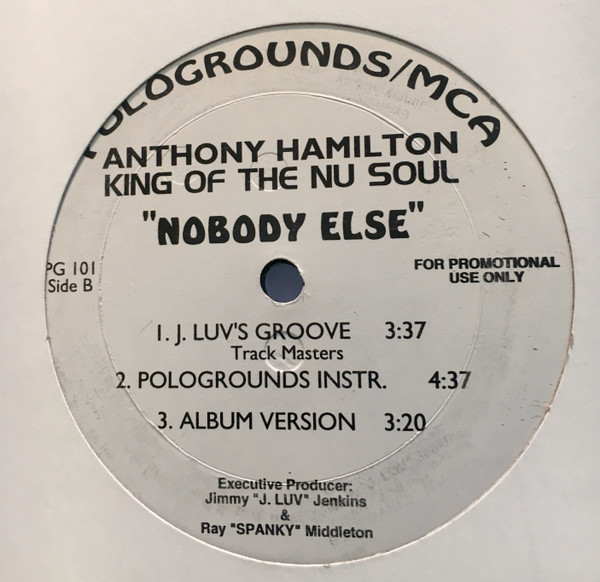 POLOGROUNDS/MCA
ANTHONY HAMILTON
KING OF THE NU SOUL
"NOBODY ELSE"
PG 101
Side B
FOR PROMOTIONAL
USE ONLY
1. J. LUV'S GROOVE 3:37
Track Masters
2. POLOGROUNDS INSTR. 4:37
3. ALBUM VERSION 3:20
Executive Producer:
Jimmy "J. LUV" Jenkins
&
Ray "SPANKY" Middleton